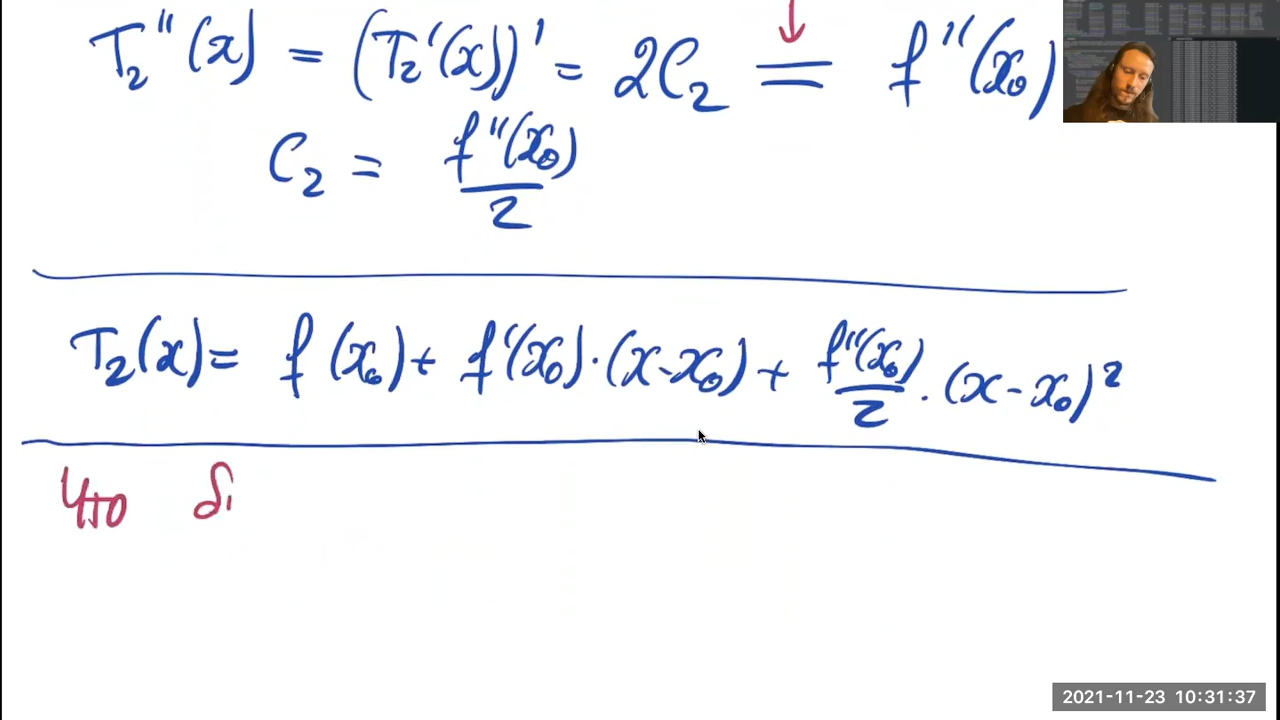 T₂''(x) = (T₂'(x))' = 2C₂ = f''(x₀)
C₂ = f''(x₀)/2
T₂(x) = f(x₀) + f'(x₀)·(x-x₀) + f''(x₀)/2 · (x-x₀)²
Что
2021-11-23 10:31:37